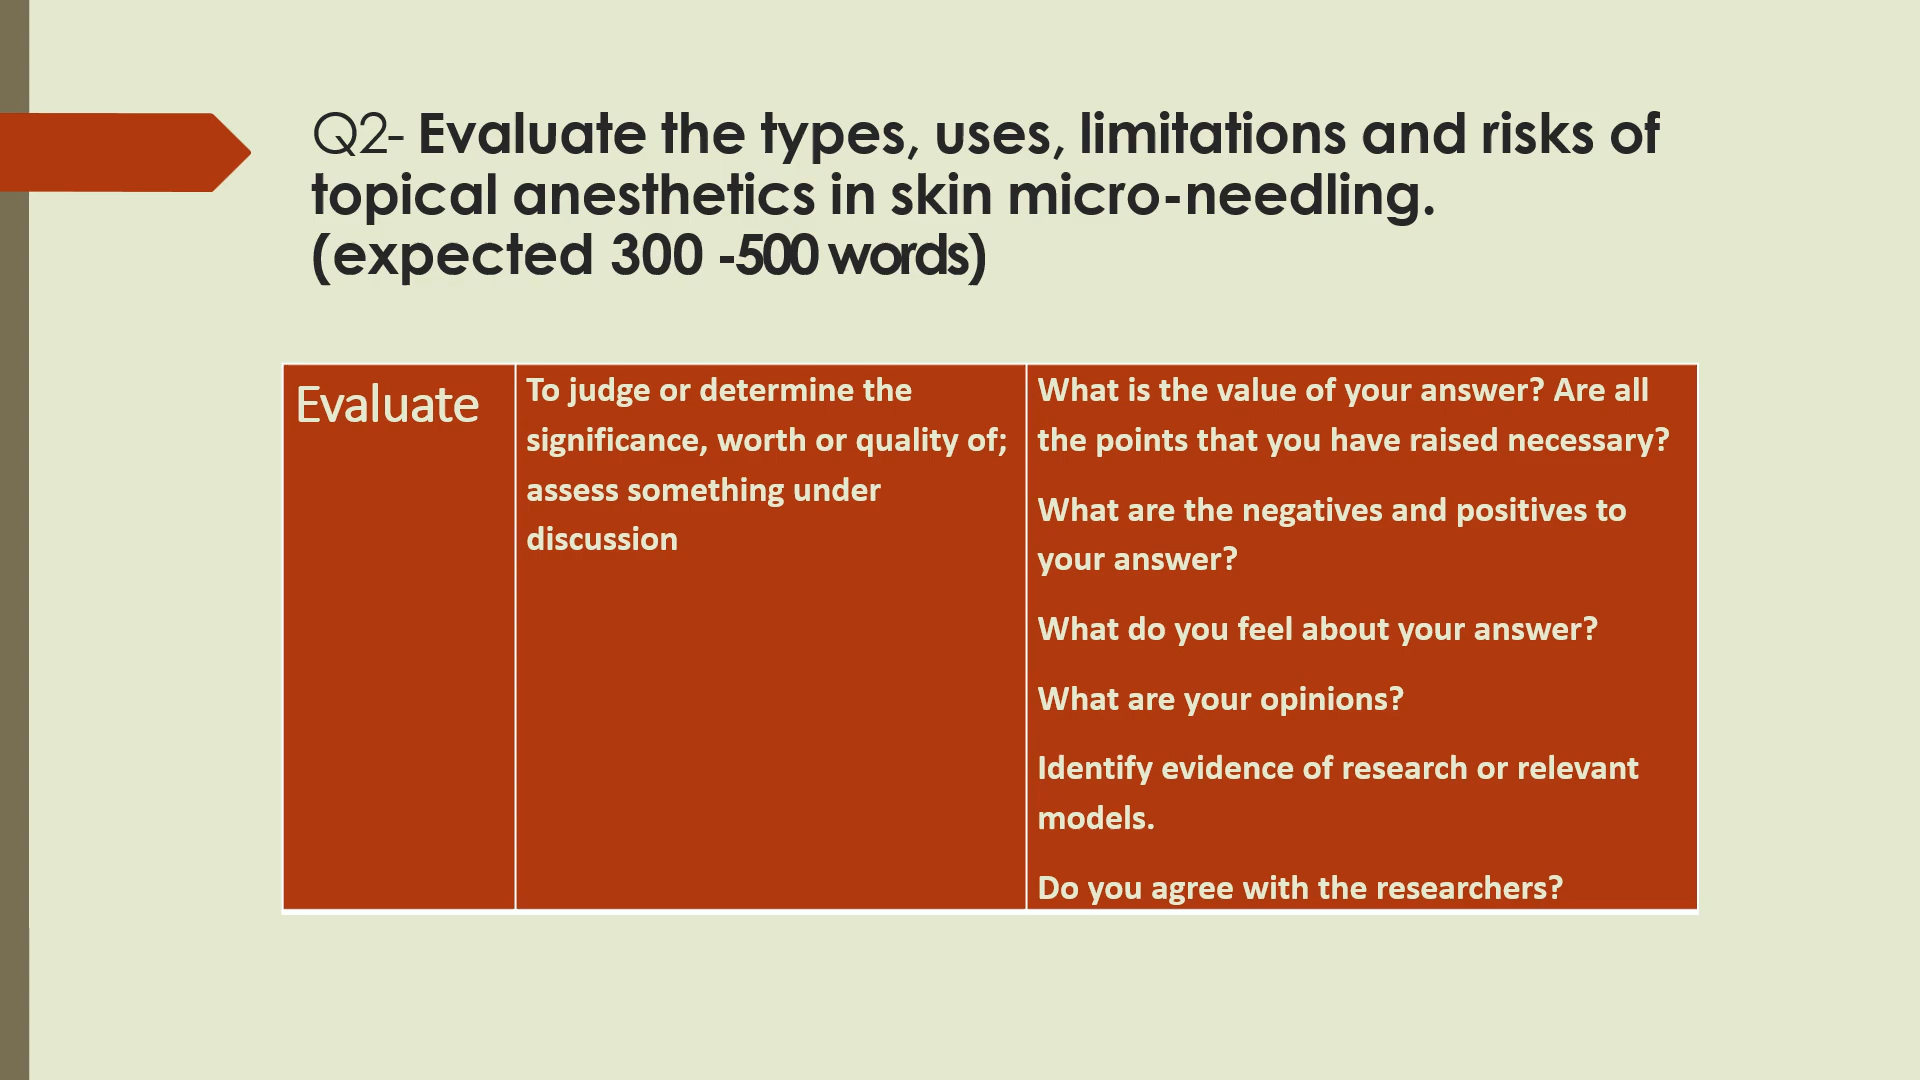 Q2- Evaluate the types, uses, limitations and risks of
topical anesthetics in skin micro-needling.
(expected 300 -500 words)
Evaluate
To judge or determine the
significance, worth or quality of;
assess something under
discussion
What is the value of your answer? Are all
the points that you have raised necessary?
What are the negatives and positives to
your answer?
What do you feel about your answer?
What are your opinions?
Identify evidence of research or relevant
models.
Do you agree with the researchers?